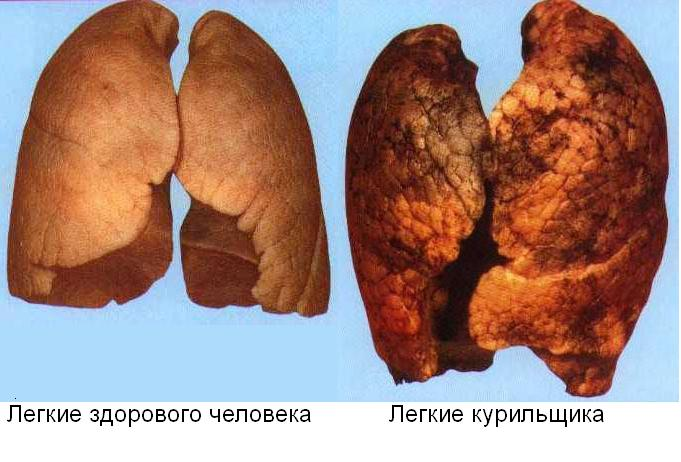 Легкие здорового человека
Легкие курильщика